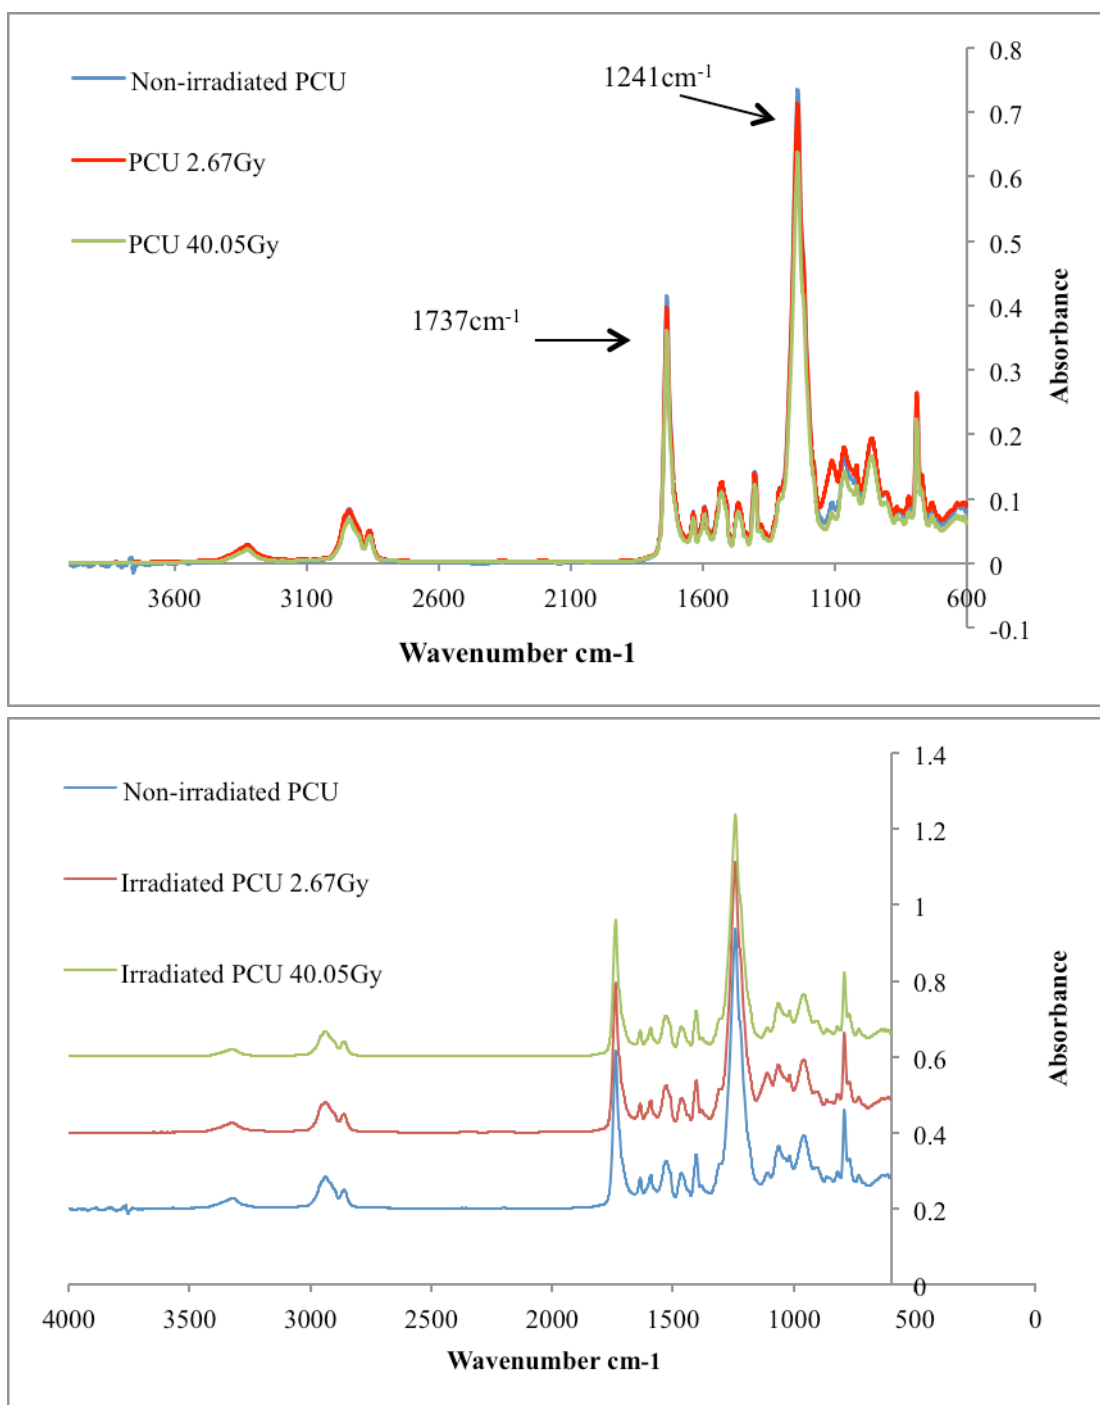 0.8
1241cm-1
Non-irradiated PCU
0.7
PCU 2.67Gy
0.6
PCU 40.05Gy
0.5
0.4
1737cm-1
0.3
Absorbance
0.2
0.1
0
3600 3100 2600 2100 1600 1100 600
-0.1
Wavenumber cm-1
1.4
Non-irradiated PCU
1.2
Irradiated PCU 2.67Gy
1
Irradiated PCU 40.05Gy
0.8
Absorbance
0.6
0.4
0.2
0
4000 3500 3000 2500 2000 1500 1000 500 0
Wavenumber cm-1